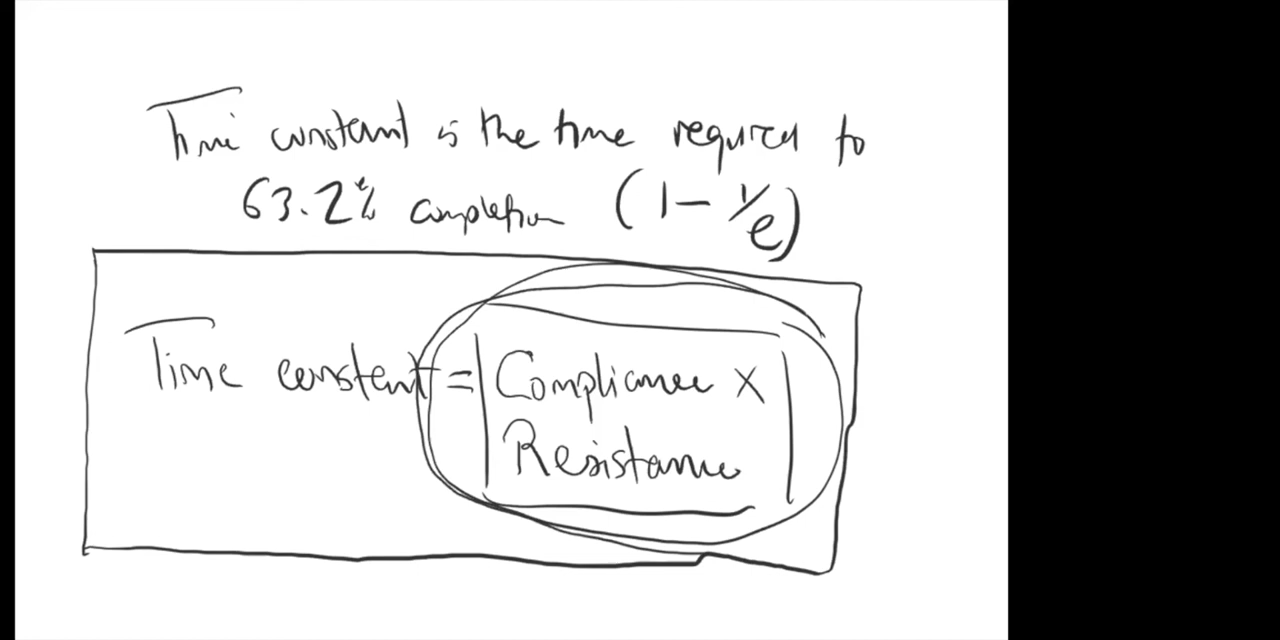 Time constant is the time required to
63.2% completion (1 - 1/e)
Time constant = Compliance x
Resistance